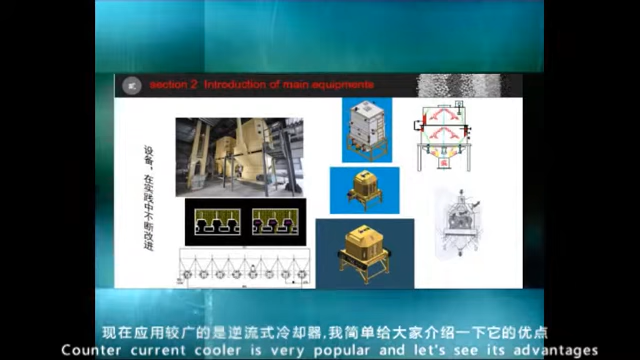 贰 section 2 Introduction of main equipments
设备，在实践中不断改进
现在应用较广的是逆流式冷却器,我简单给大家介绍一下它的优点
Counter current cooler is very popular and let's see its advantages